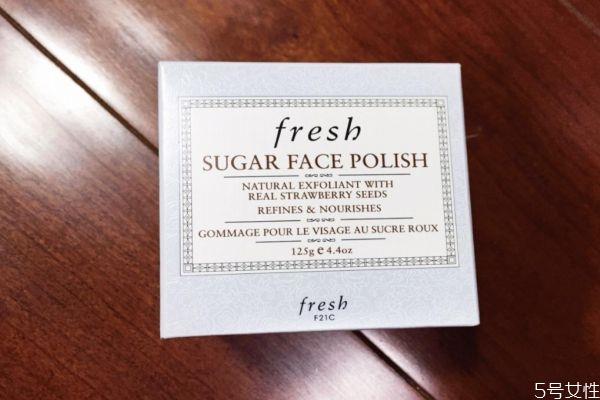 fresh
SUGAR FACE POLISH
NATURAL EXFOLIANT WITH
REAL STRAWBERRY SEEDS
REFINES & NOURISHES
GOMMAGE POUR LE VISAGE AU SUCRE ROUX
125g e 4.4oz
fresh
F21C
5号女性